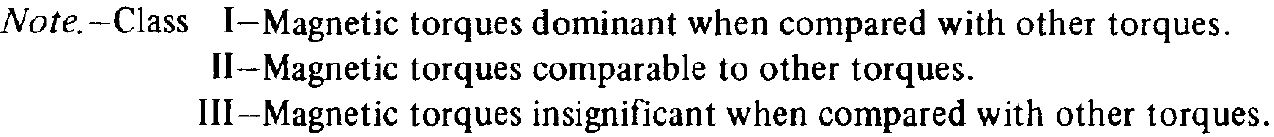 Note.—Class I—Magnetic torques dominant when compared with other torques.
II—Magnetic torques comparable to other torques.
III—Magnetic torques insignificant when compared with other torques.